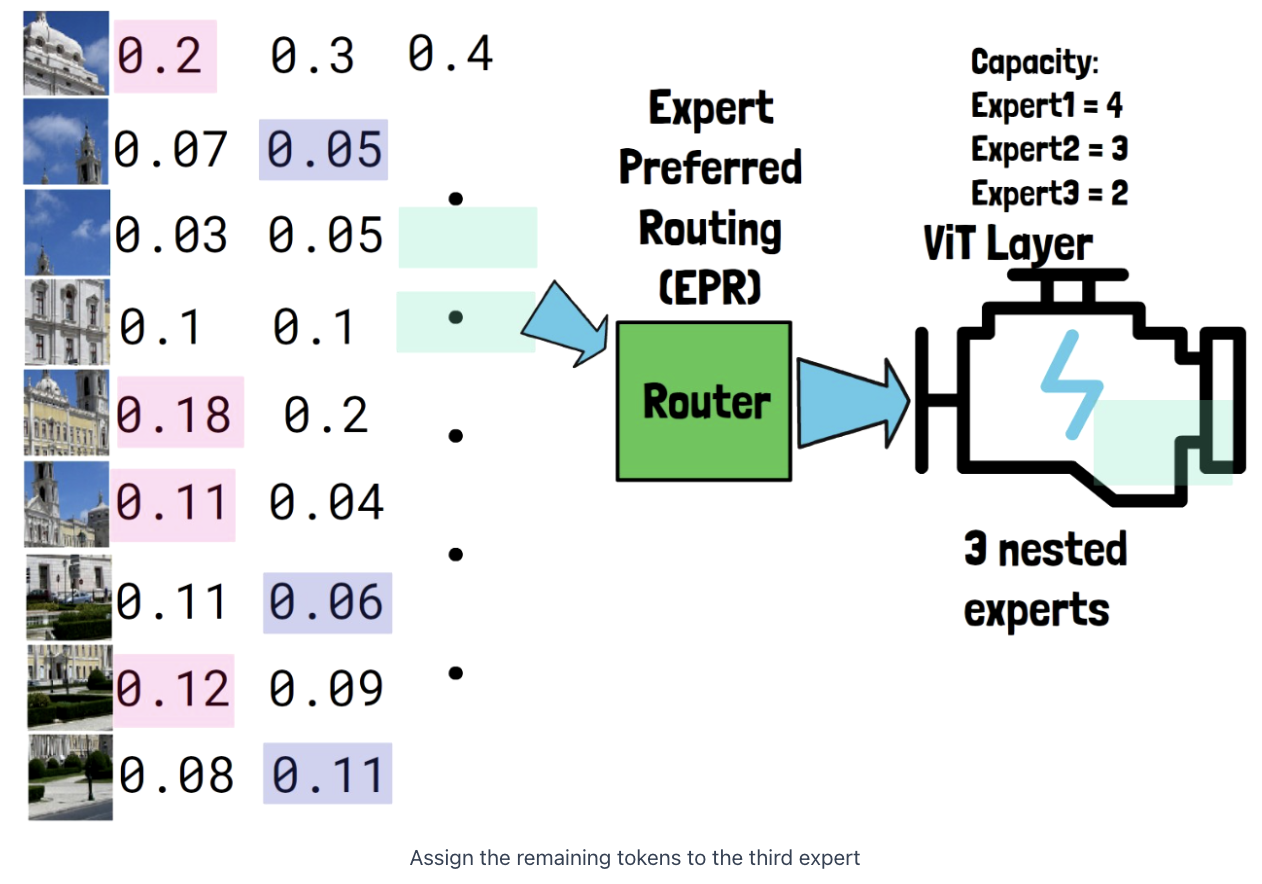 0.2 0.3 0.4
0.07 0.05
0.03 0.05
0.1 0.1
0.18 0.2
0.11 0.04
0.11 0.06
0.12 0.09
0.08 0.11
Expert
Preferred
Routing
(EPR)
Router
Capacity:
Expert1 = 4
Expert2 = 3
Expert3 = 2
ViT Layer
3 nested
experts
Assign the remaining tokens to the third expert